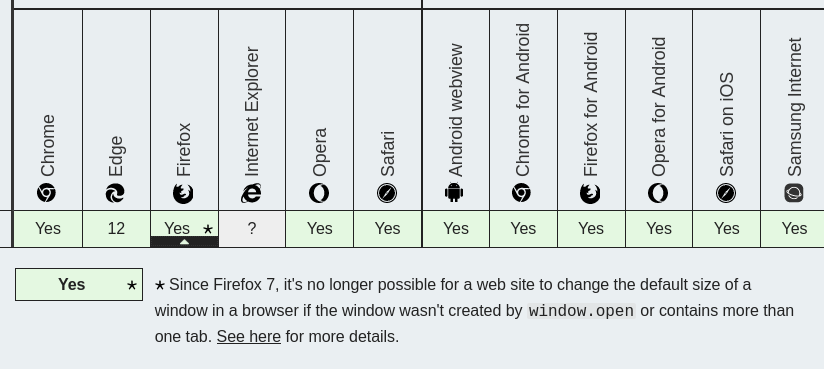 Chrome
Edge
Firefox
Internet Explorer
Opera
Safari
Android webview
Chrome for Android
Firefox for Android
Opera for Android
Safari on iOS
Samsung Internet
Yes 12 Yes * ? Yes Yes Yes Yes Yes Yes Yes Yes
Yes * * Since Firefox 7, it's no longer possible for a web site to change the default size of a
window in a browser if the window wasn't created by window.open or contains more than
one tab. See here for more details.